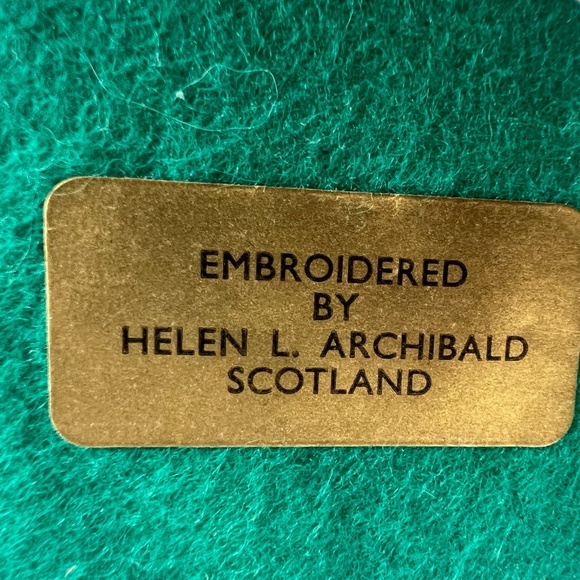 EMBROIDERED
BY
HELEN L. ARCHIBALD
SCOTLAND